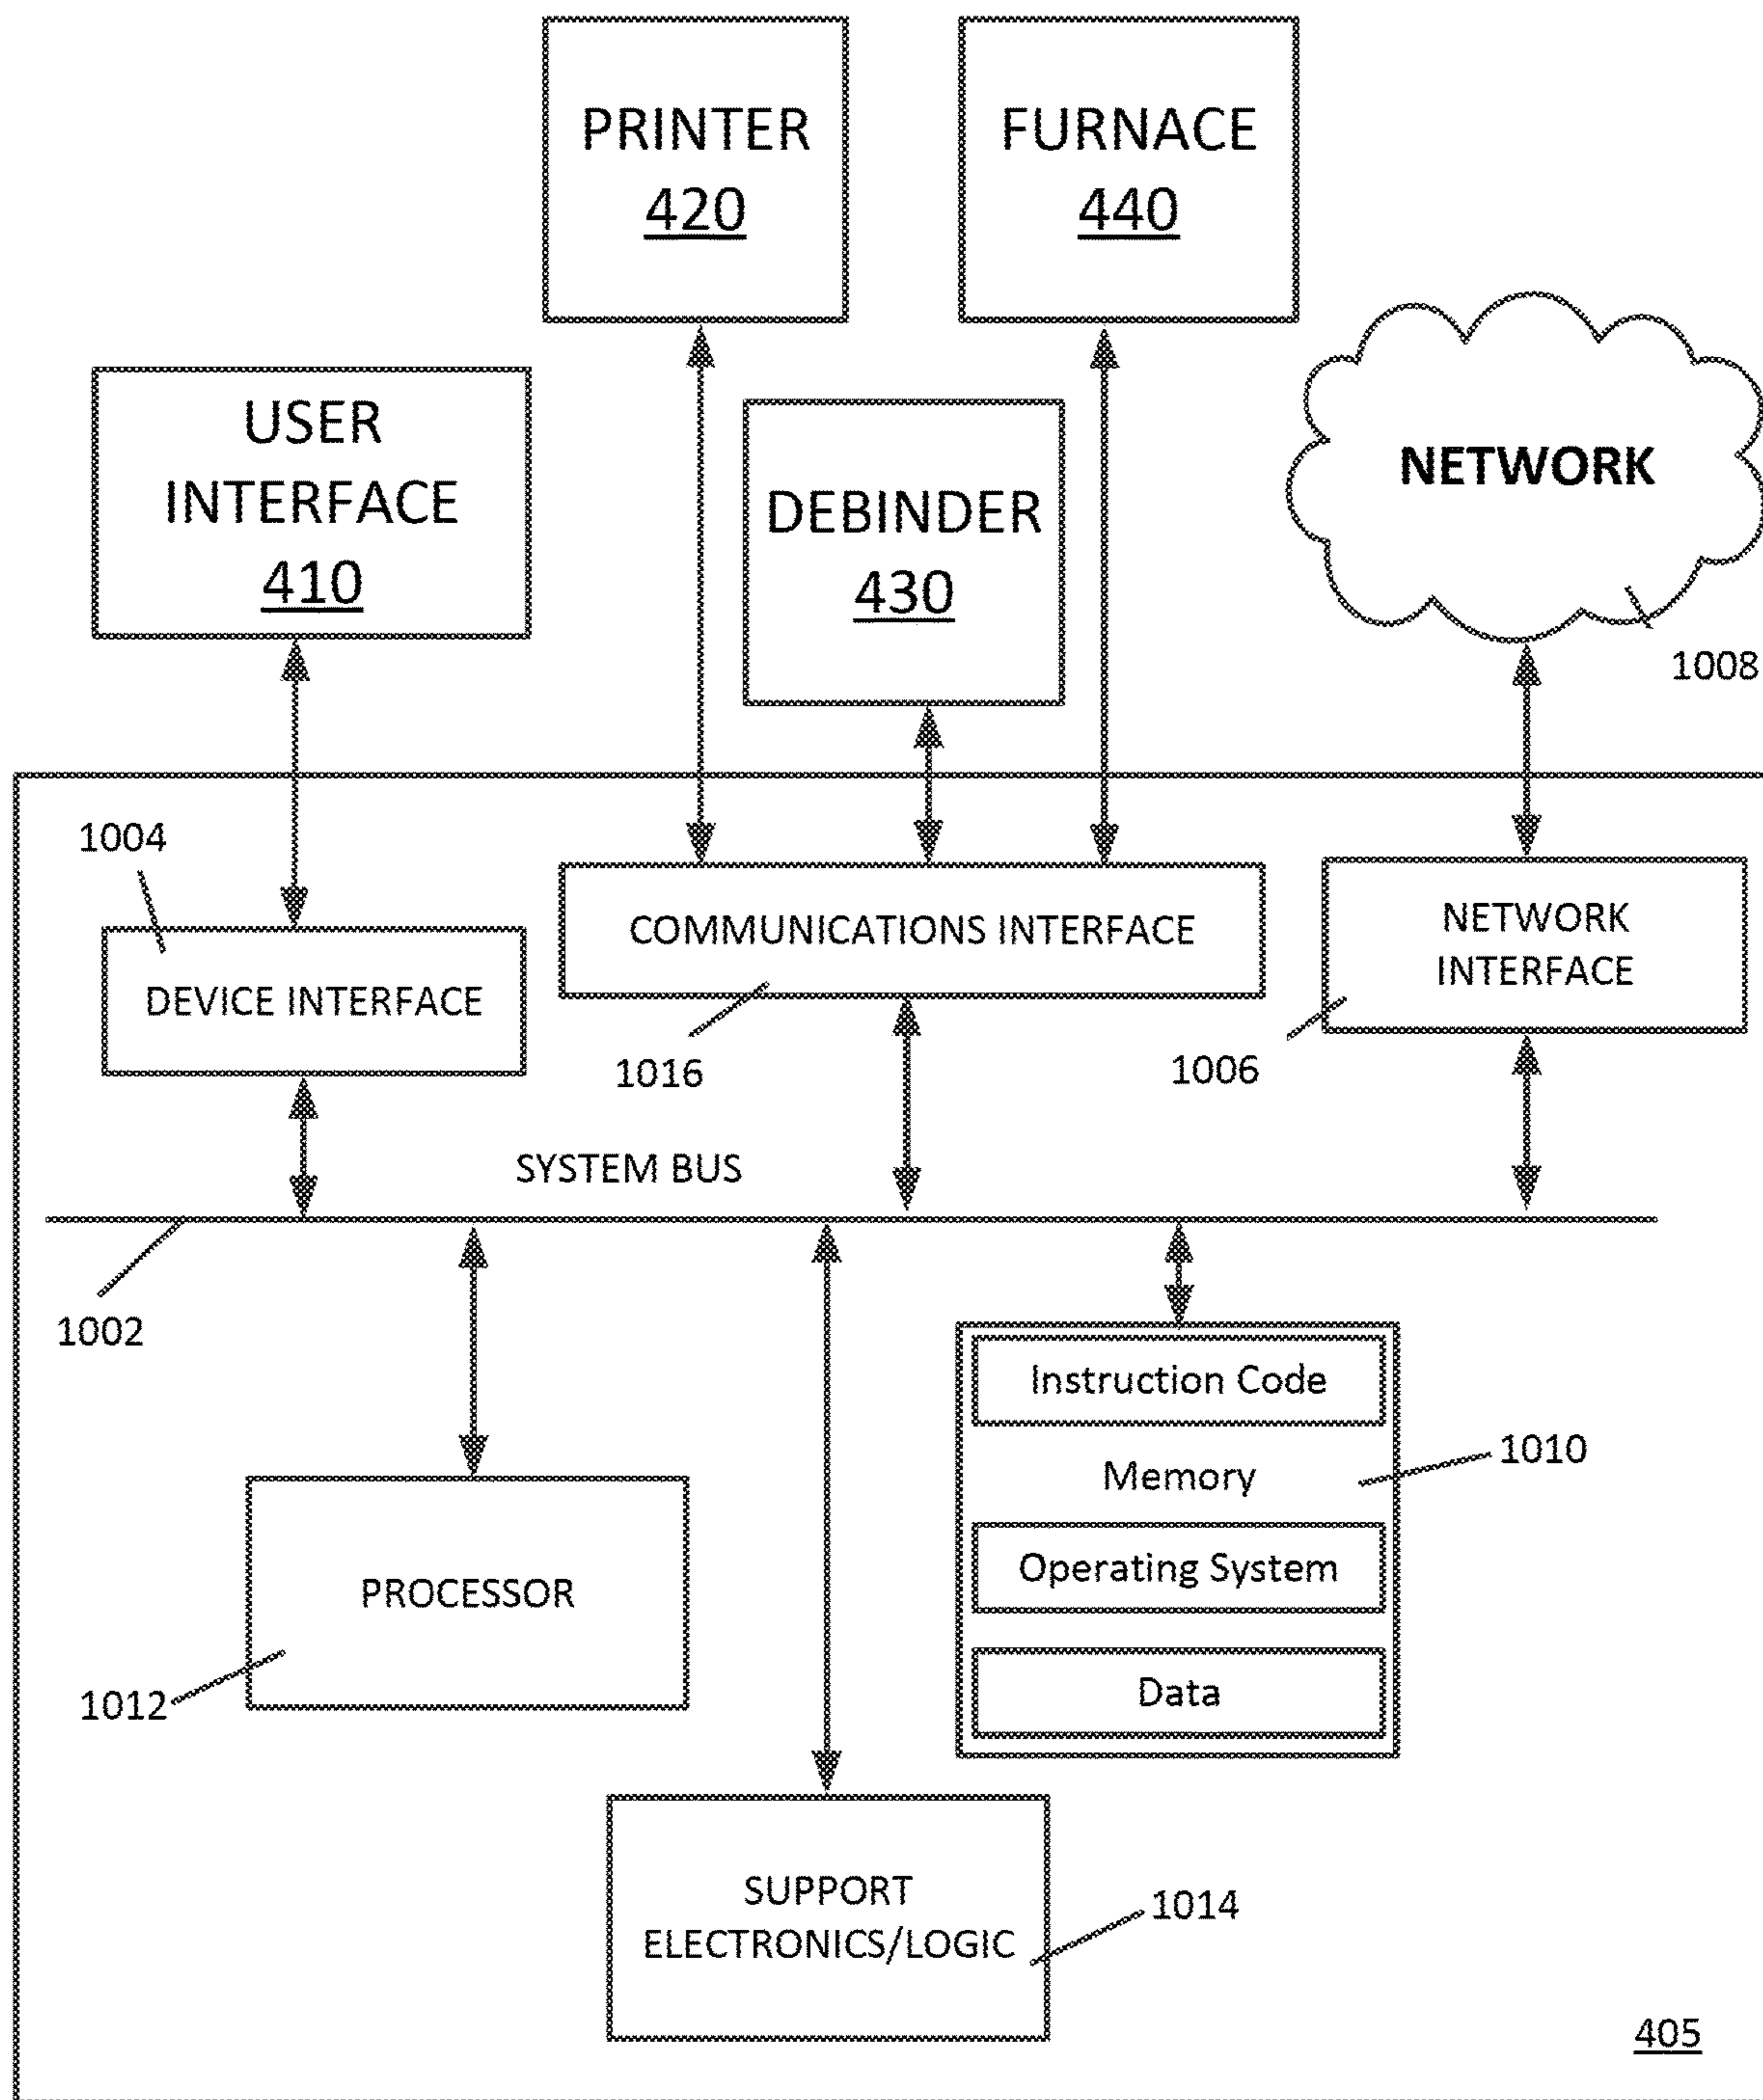 PRINTER
420
FURNACE
440
USER
INTERFACE
410
DEBINDER
430
NETWORK
1008
1004
DEVICE INTERFACE
COMMUNICATIONS INTERFACE
1016
NETWORK
INTERFACE
1006
SYSTEM BUS
1002
Instruction Code
Memory
1010
Operating System
Data
PROCESSOR
1012
SUPPORT
ELECTRONICS/LOGIC
1014
405